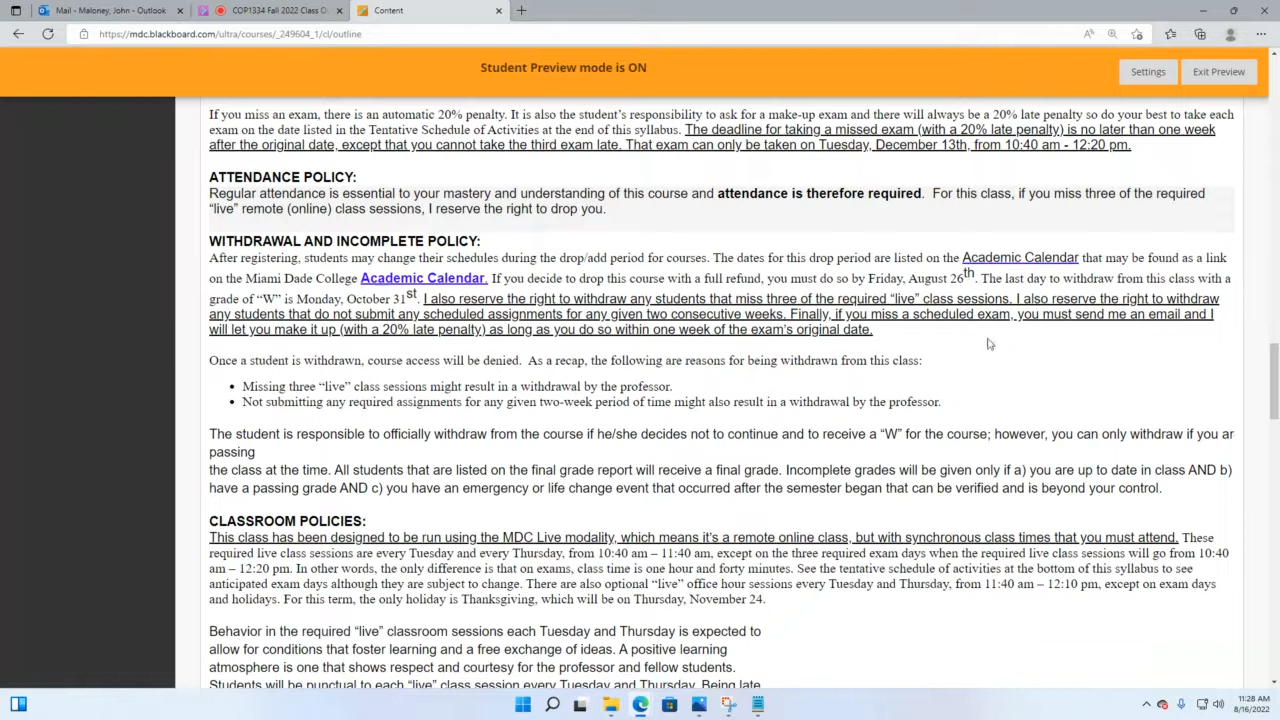 Mail - Maloney, John - Outlook
COP1334 Fall 2022 Class O
Content
https://mdc.blackboard.com/ultra/courses/_249604_1/cl/outline
Student Preview mode is ON
Settings
Exit Preview
If you miss an exam, there is an automatic 20% penalty. It is also the student’s responsibility to ask for a make-up exam and there will always be a 20% late penalty so do your best to take each
exam on the date listed in the Tentative Schedule of Activities at the end of this syllabus. The deadline for taking a missed exam (with a 20% late penalty) is no later than one week
after the original date, except that you cannot take the third exam late. That exam can only be taken on Tuesday, December 13th, from 10:40 am - 12:20 pm.
ATTENDANCE POLICY:
Regular attendance is essential to your mastery and understanding of this course and attendance is therefore required. For this class, if you miss three of the required
“live” remote (online) class sessions, I reserve the right to drop you.
WITHDRAWAL AND INCOMPLETE POLICY:
After registering, students may change their schedules during the drop/add period for courses. The dates for this drop period are listed on the Academic Calendar that may be found as a link
on the Miami Dade College Academic Calendar. If you decide to drop this course with a full refund, you must do so by Friday, August 26th. The last day to withdraw from this class with a
grade of “W” is Monday, October 31st. I also reserve the right to withdraw any students that miss three of the required “live” class sessions. I also reserve the right to withdraw
any students that do not submit any scheduled assignments for any given two consecutive weeks. Finally, if you miss a scheduled exam, you must send me an email and I
will let you make it up (with a 20% late penalty) as long as you do so within one week of the exam’s original date.
Once a student is withdrawn, course access will be denied. As a recap, the following are reasons for being withdrawn from this class:
• Missing three “live” class sessions might result in a withdrawal by the professor.
• Not submitting any required assignments for any given two-week period of time might also result in a withdrawal by the professor.
The student is responsible to officially withdraw from the course if he/she decides not to continue and to receive a “W” for the course; however, you can only withdraw if you ar
passing
the class at the time. All students that are listed on the final grade report will receive a final grade. Incomplete grades will be given only if a) you are up to date in class AND b)
have a passing grade AND c) you have an emergency or life change event that occurred after the semester began that can be verified and is beyond your control.
CLASSROOM POLICIES:
This class has been designed to be run using the MDC Live modality, which means it’s a remote online class, but with synchronous class times that you must attend. These
required live class sessions are every Tuesday and every Thursday, from 10:40 am – 11:40 am, except on the three required exam days when the required live class sessions will go from 10:40
am – 12:20 pm. In other words, the only difference is that on exams, class time is one hour and forty minutes. See the tentative schedule of activities at the bottom of this syllabus to see
anticipated exam days although they are subject to change. There are also optional “live” office hour sessions every Tuesday and Thursday, from 11:40 am – 12:10 pm, except on exam days
and holidays. For this term, the only holiday is Thanksgiving, which will be on Thursday, November 24.
Behavior in the required “live” classroom sessions each Tuesday and Thursday is expected to
allow for conditions that foster learning and a free exchange of ideas. A positive learning
atmosphere is one that shows respect and courtesy for the professor and fellow students.
Students will be punctual to each “live” class session every Tuesday and Thursday. Being late
11:28 AM
8/16/2022